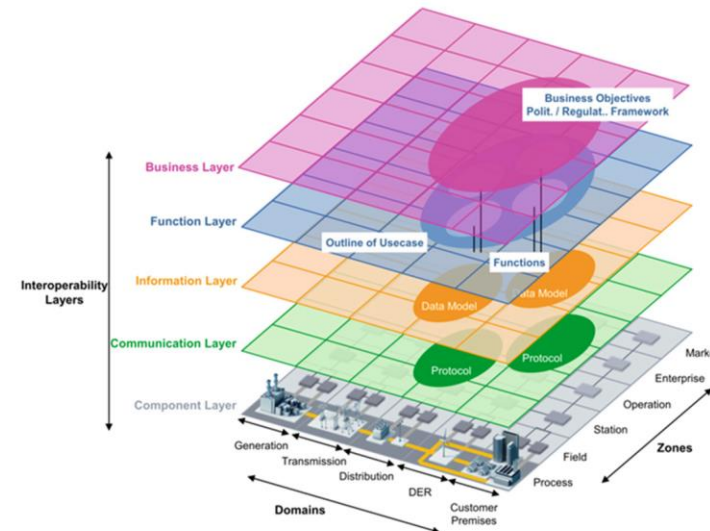 Business Objectives
Polit. / Regulat.. Framework
Business Layer
Function Layer
Outline of Usecase
Functions
Interoperability
Layers
Information Layer
Data Model
Data Model
Communication Layer
Protocol
Protocol
Component Layer
Market
Enterprise
Operation
Station
Field
Process
Zones
Generation
Transmission
Distribution
DER
Customer
Premises
Domains